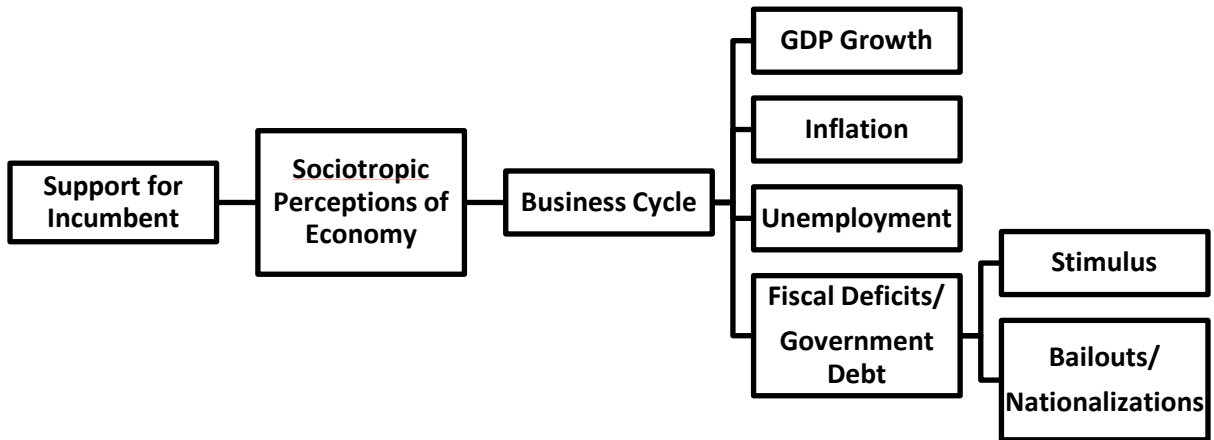 Support for
Incumbent
Sociotropic
Perceptions of
Economy
Business Cycle
GDP Growth
Inflation
Unemployment
Fiscal Deficits/
Government
Debt
Stimulus
Bailouts/
Nationalizations